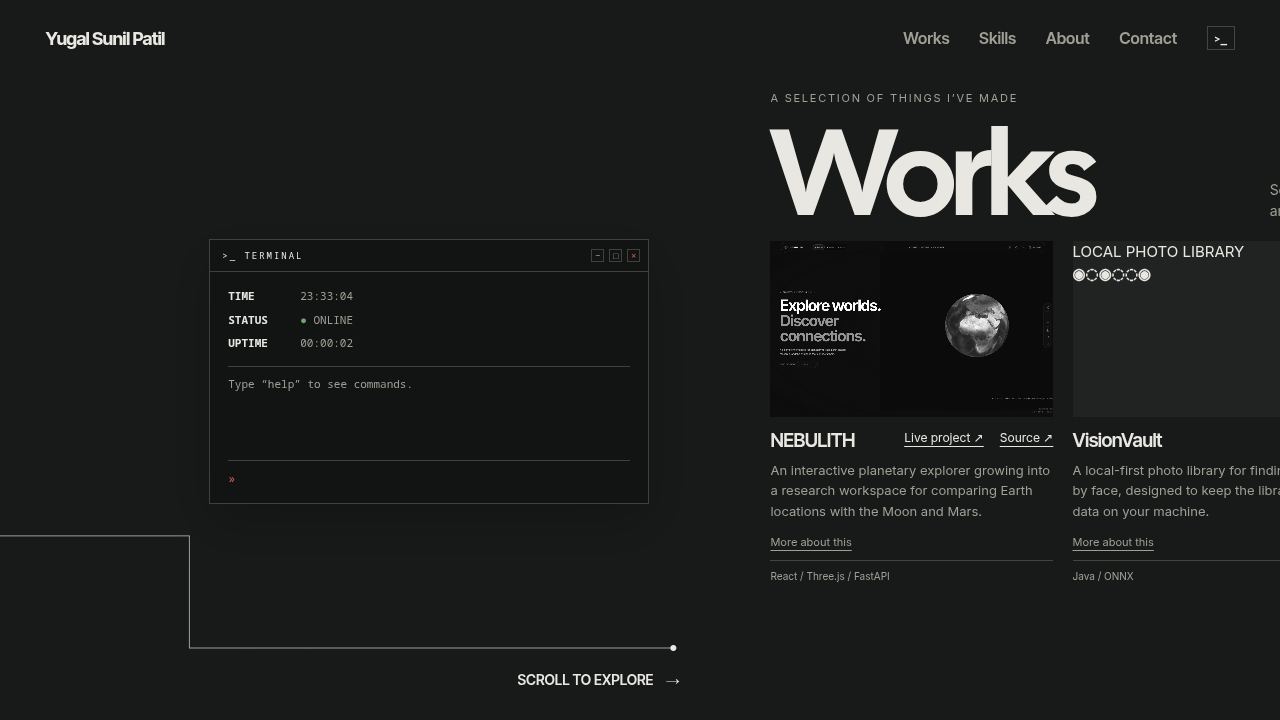 Yugal Sunil Patil
Works
Skills
About
Contact
>_
>_ TERMINAL
TIME 23:33:04
STATUS ● ONLINE
UPTIME 00:00:02
Type “help” to see commands.
»
SCROLL TO EXPLORE →
A SELECTION OF THINGS I’VE MADE
Works
Explore worlds.
Discover
connections.
NEBULITH
Live project ↗
Source ↗
An interactive planetary explorer growing into
a research workspace for comparing Earth
locations with the Moon and Mars.
More about this
React / Three.js / FastAPI
LOCAL PHOTO LIBRARY
VisionVault
A local-first photo library for
by face, designed to keep the
data on your machine.
More about this
Java / ONNX